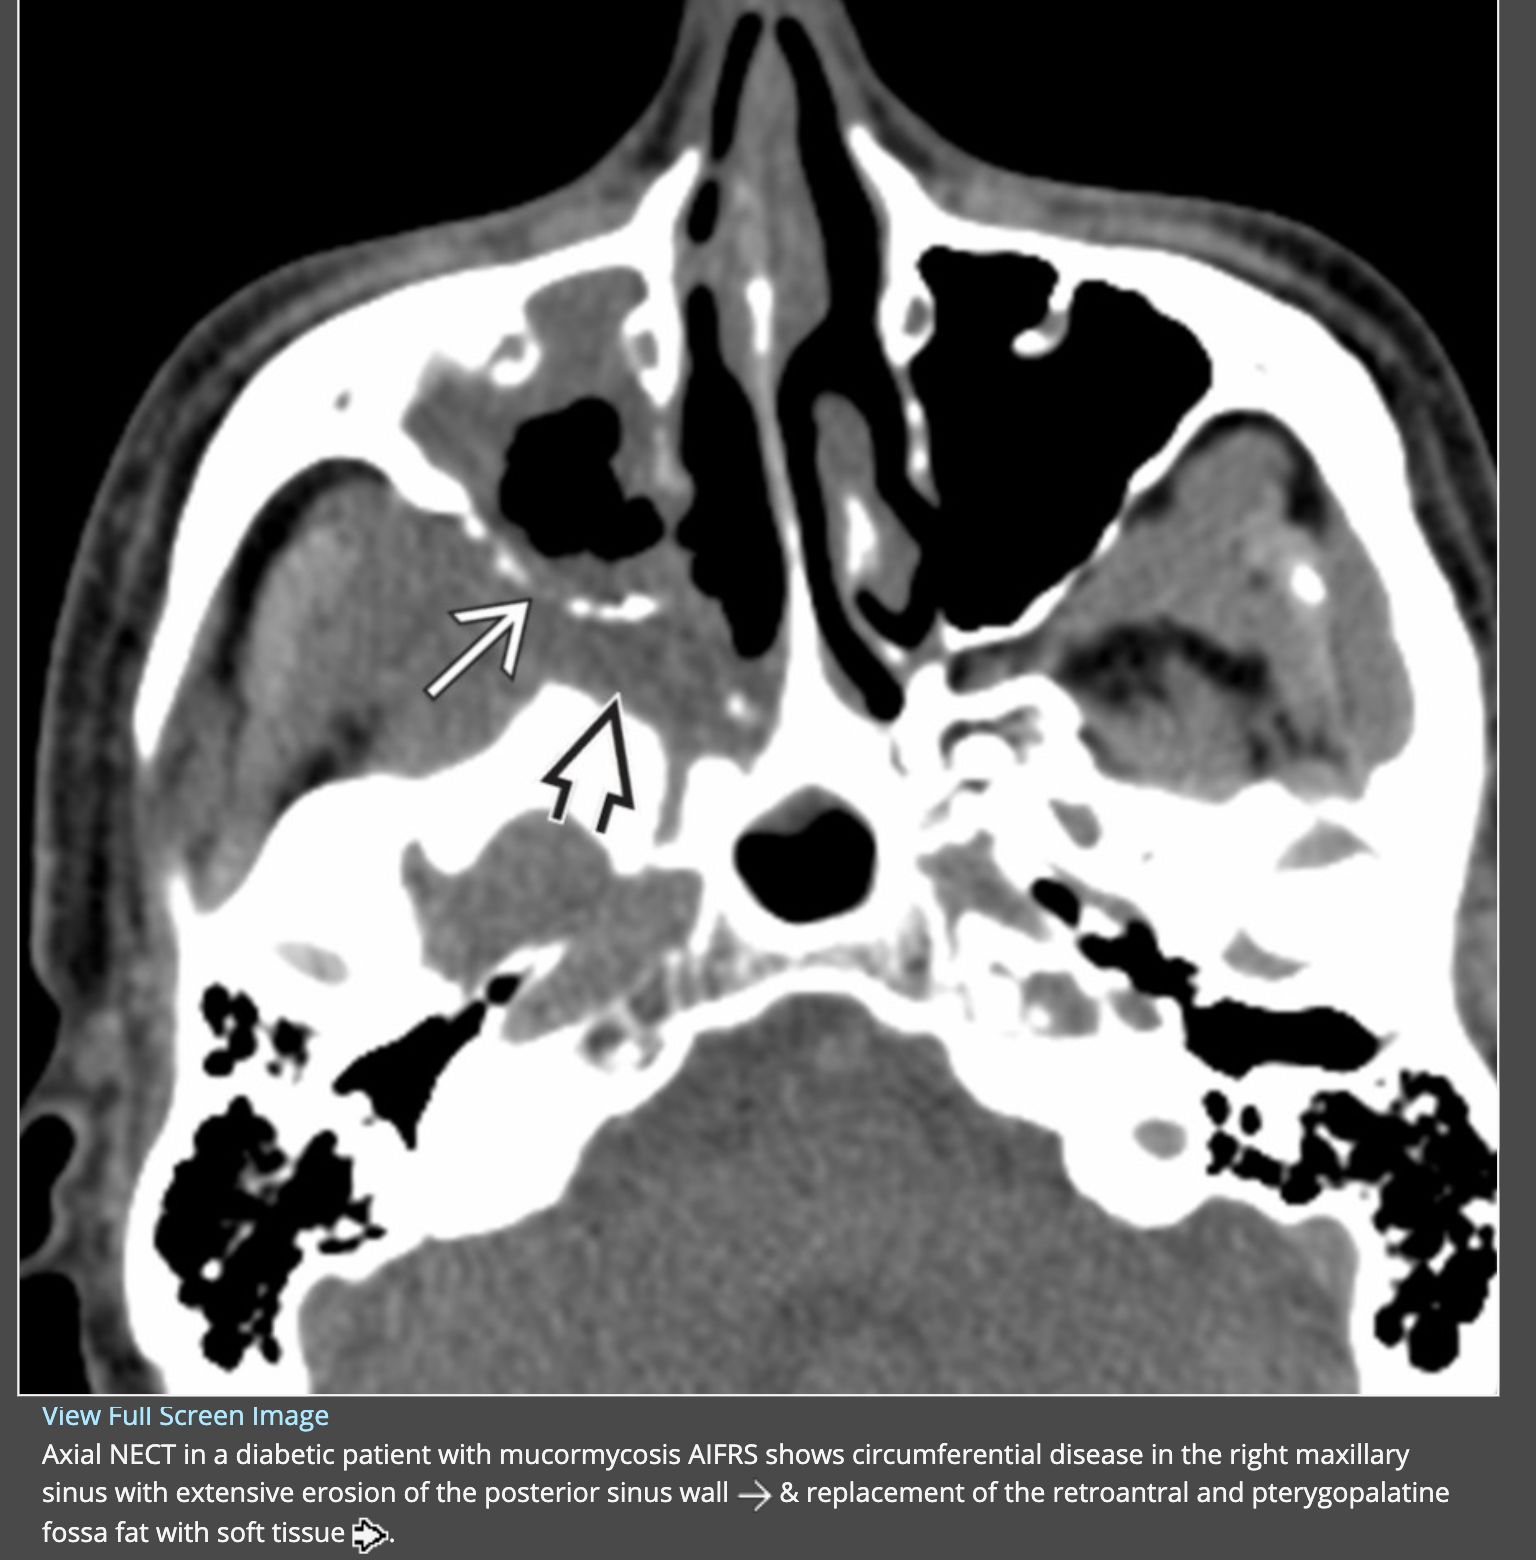 View Full Screen Image
Axial NECT in a diabetic patient with mucormycosis AIFRS shows circumferential disease in the right maxillary
sinus with extensive erosion of the posterior sinus wall → & replacement of the retroantral and pterygopalatine
fossa fat with soft tissue ⇨.